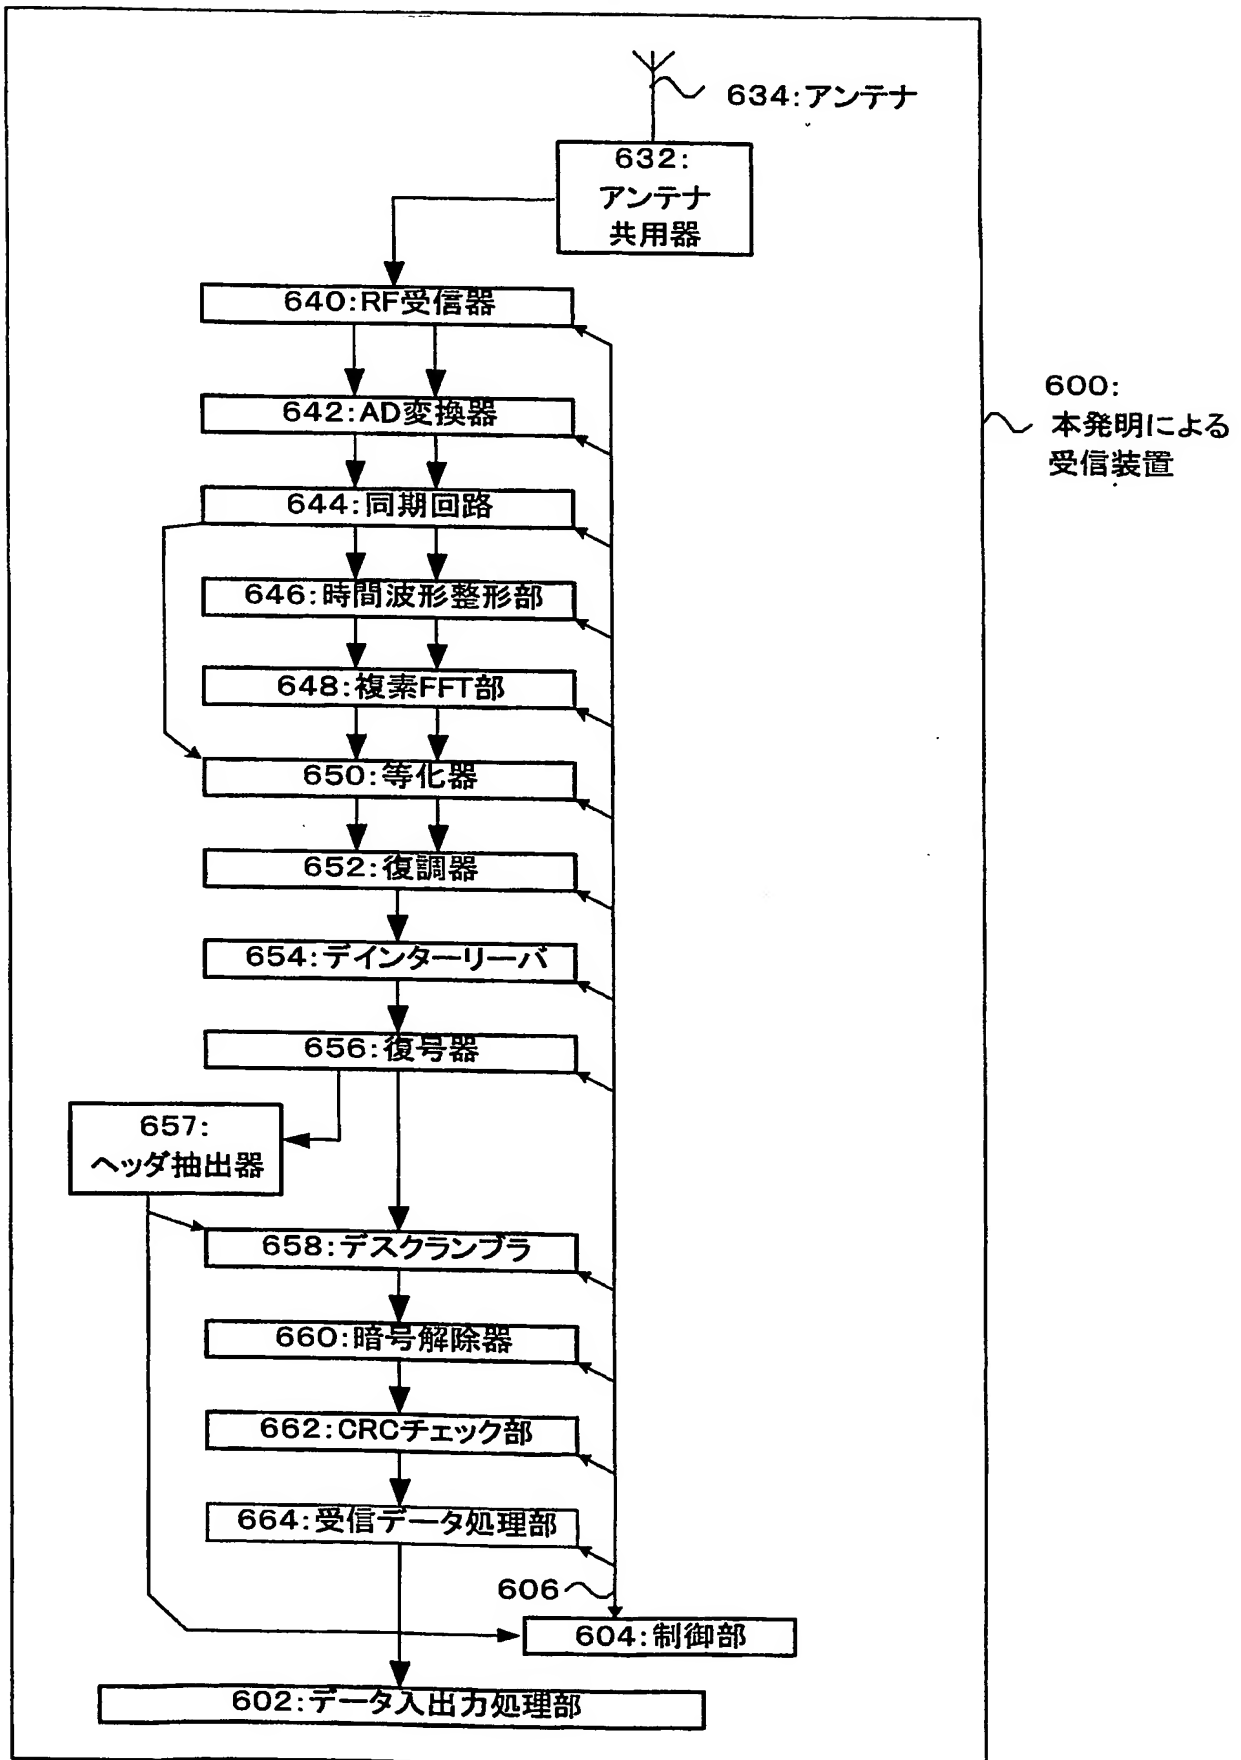 634:アンテナ
632:
アンテナ
共用器
640:RF受信器
600:
本発明による
受信装置
642:AD変換器
644:同期回路
646:時間波形整形部
648:複素FFT部
650:等化器
652:復調器
654:デインターリーバ
656:復号器
657:
ヘッダ抽出器
658:デスクランブラ
660:暗号解除器
662:CRCチェック部
664:受信データ処理部
606
604:制御部
602:データ入出力処理部